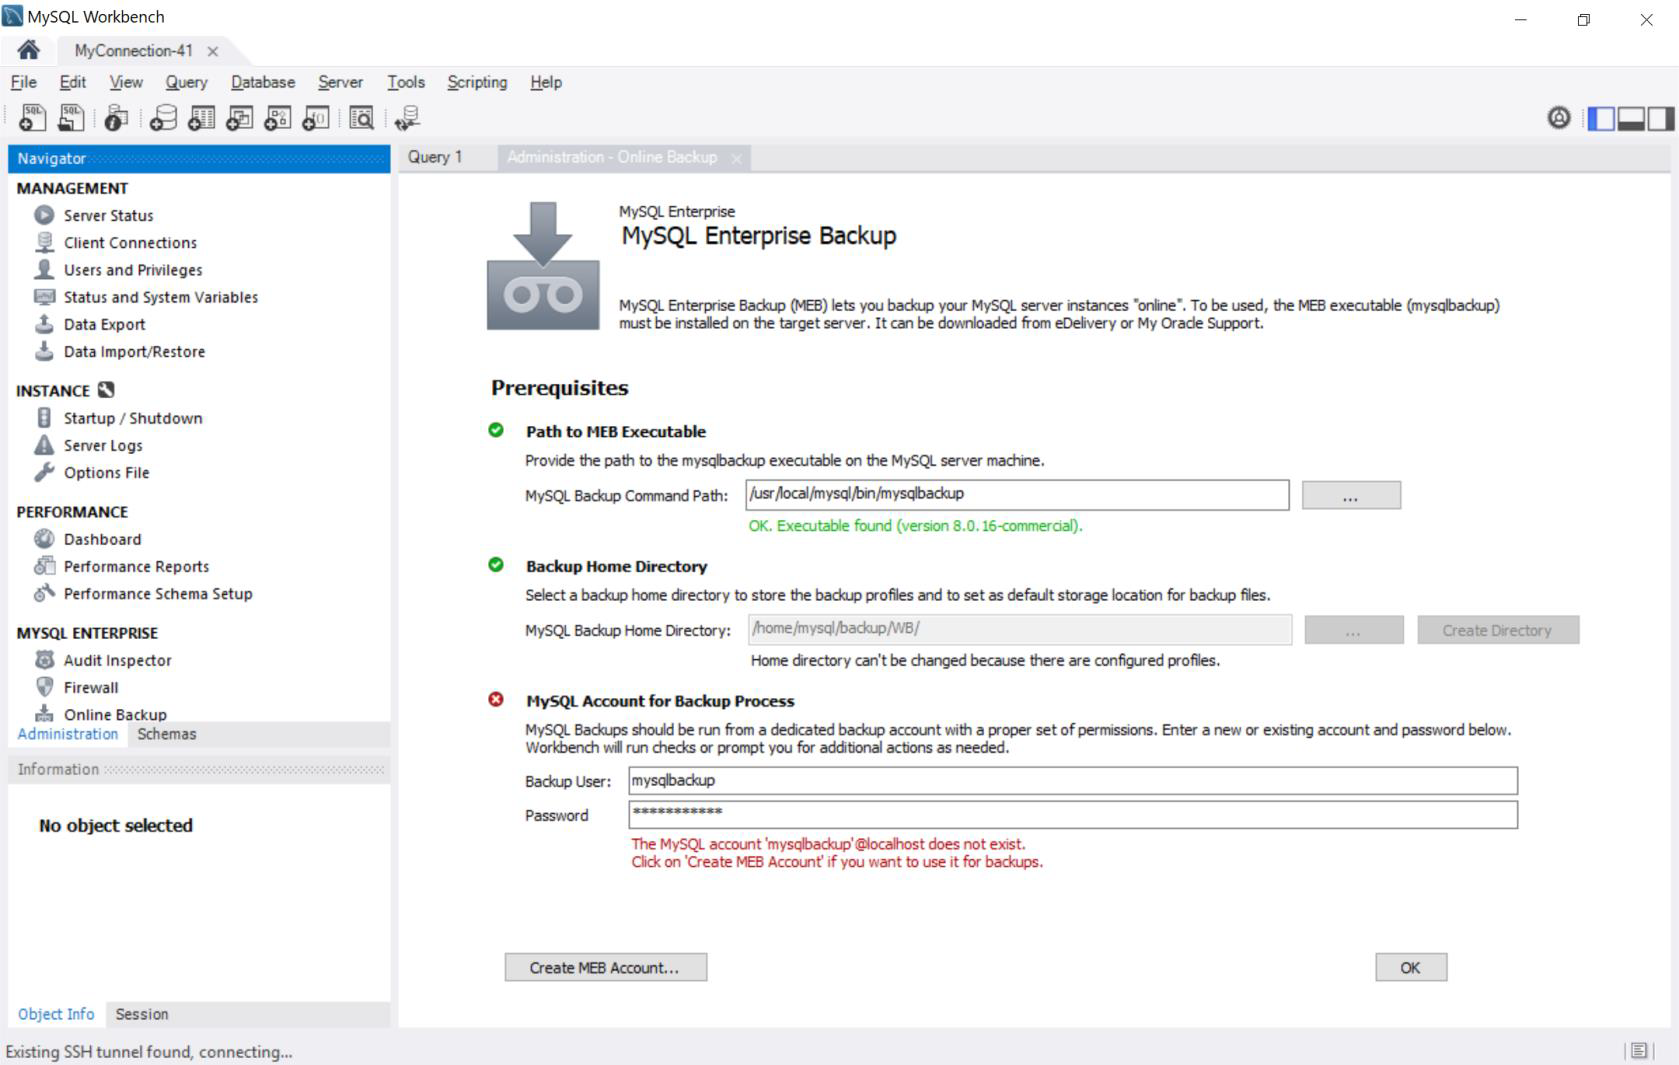 MySQL Workbench
MyConnection-41
File Edit View Query Database Server Tools Scripting Help
SQL SQL
Navigator
MANAGEMENT
Server Status
Client Connections
Users and Privileges
Status and System Variables
Data Export
Data Import/Restore
INSTANCE
Startup / Shutdown
Server Logs
Options File
PERFORMANCE
Dashboard
Performance Reports
Performance Schema Setup
MYSQL ENTERPRISE
Audit Inspector
Firewall
Online Backup
Administration Schemas
Information
No object selected
Object Info Session
Query 1 Administration - Online Backup
MySQL Enterprise
MySQL Enterprise Backup
MySQL Enterprise Backup (MEB) lets you backup your MySQL server instances "online". To be used, the MEB executable (mysqlbackup)
must be installed on the target server. It can be downloaded from eDelivery or My Oracle Support.
Prerequisites
Path to MEB Executable
Provide the path to the mysqlbackup executable on the MySQL server machine.
MySQL Backup Command Path: /usr/local/mysql/bin/mysqlbackup ...
OK. Executable found (version 8.0.16-commercial).
Backup Home Directory
Select a backup home directory to store the backup profiles and to set as default storage location for backup files.
MySQL Backup Home Directory: /home/mysql/backup/WB/ ... Create Directory
Home directory can't be changed because there are configured profiles.
MySQL Account for Backup Process
MySQL Backups should be run from a dedicated backup account with a proper set of permissions. Enter a new or existing account and password below.
Workbench will run checks or prompt you for additional actions as needed.
Backup User: mysqlbackup
Password ***********
The MySQL account 'mysqlbackup'@localhost does not exist.
Click on 'Create MEB Account' if you want to use it for backups.
Create MEB Account... OK
Existing SSH tunnel found, connecting...